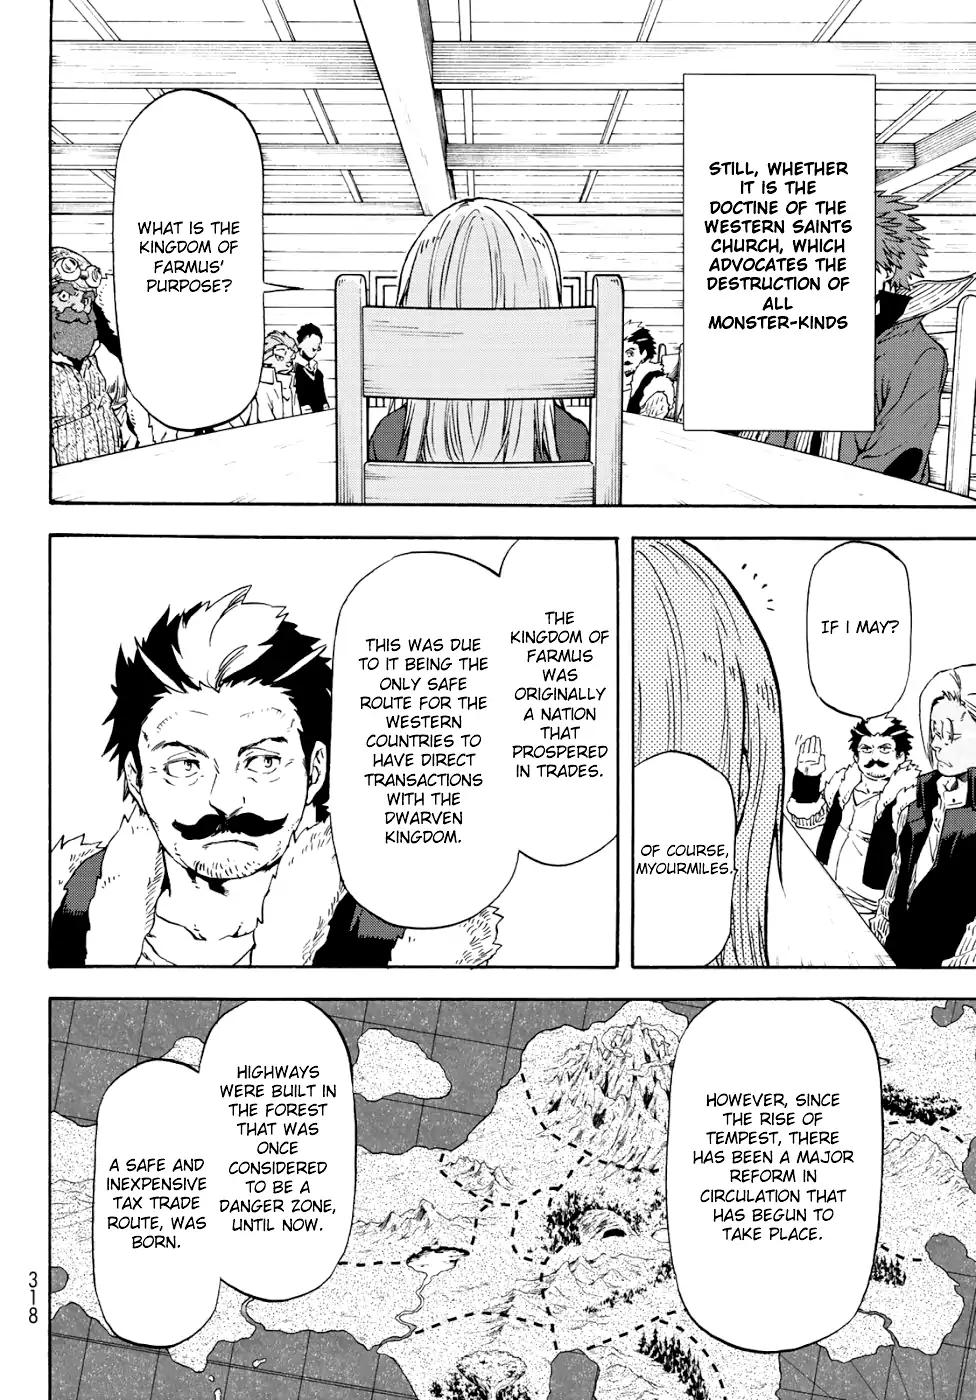 STILL, WHETHER
IT IS THE
DOCTINE OF THE
WESTERN SAINTS
CHURCH, WHICH
ADVOCATES THE
DESTRUCTION OF
ALL
MONSTER-KINDS
WHAT IS THE
KINGDOM OF
FARMUS'
PURPOSE?
IF I MAY?
OF COURSE,
MYOURMILES.
THE
KINGDOM OF
FARMUS
WAS
ORIGINALLY
A NATION
THAT
PROSPERED
IN TRADES.
THIS WAS DUE
TO IT BEING THE
ONLY SAFE
ROUTE FOR THE
WESTERN
COUNTRIES TO
HAVE DIRECT
TRANSACTIONS
WITH THE
DWARVEN
KINGDOM.
HOWEVER, SINCE
THE RISE OF
TEMPEST, THERE
HAS BEEN A MAJOR
REFORM IN
CIRCULATION THAT
HAS BEGUN TO
TAKE PLACE.
HIGHWAYS
WERE BUILT IN
THE FOREST
THAT WAS
ONCE
CONSIDERED
TO BE A
DANGER ZONE,
UNTIL NOW.
A SAFE AND
INEXPENSIVE
TAX TRADE
ROUTE, WAS
BORN.
318